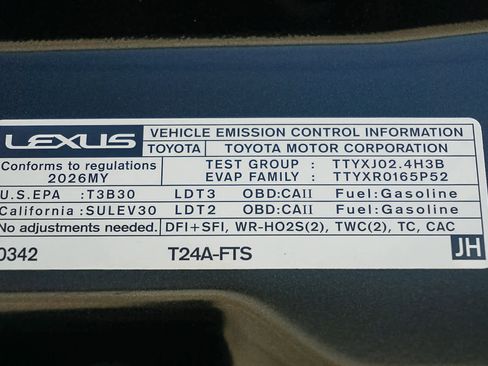 LEXUS VEHICLE EMISSION CONTROL INFORMATION
TOYOTA TOYOTA MOTOR CORPORATION
Conforms to regulations TEST GROUP : TTYXJ02.4H3B
2026MY EVAP FAMILY : TTYXR0165P52
U.S.EPA :T3B30 LDT3 OBD:CAII Fuel:Gasoline
California:SULEV30 LDT2 OBD:CAII Fuel:Gasoline
No adjustments needed. DFI+SFI, WR-HO2S(2), TWC(2), TC, CAC
0342 T24A-FTS JH